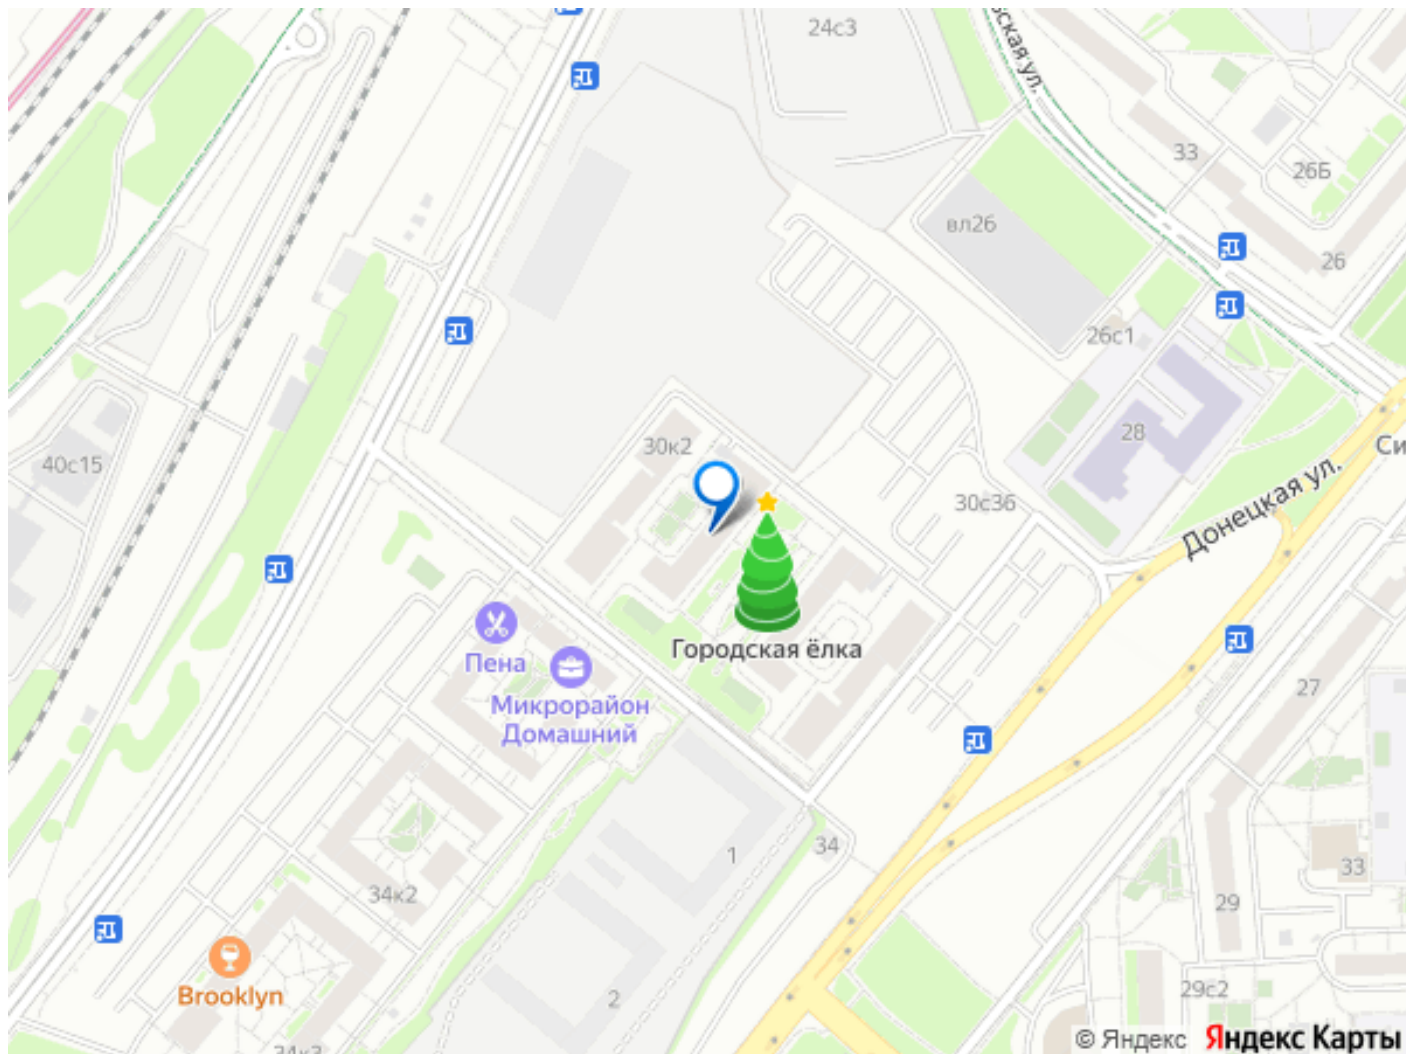 24с3
33
26Б
вл26
26
26с1
28
30к2
40с15
30с36
Донецкая ул.
Городская ёлка
Пена
Микрорайон
Домашний
27
1
34
33
34к2
29
Brooklyn
2
29с2
© Яндекс
Яндекс Карты